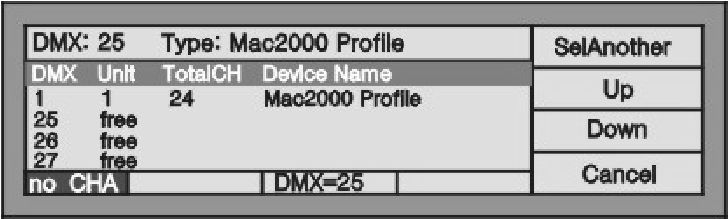 DMX: 25 Type: Mac2000 Profile
DMX Unit TotalCH Device Name
1 1 24 Mac2000 Profile
25 free
26 free
27 free
no CHA DMX=25
SelAnother
Up
Down
Cancel